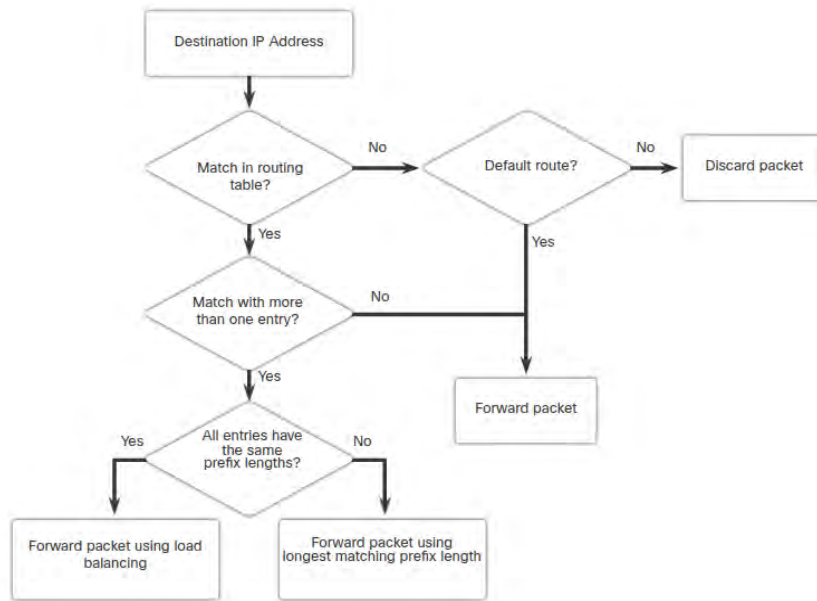 Destination IP Address
No
No
Match in routing
table?
Default route?
Discard packet
Yes
Yes
Match with more
than one entry?
No
Yes
Forward packet
Yes
All entries have
the same
prefix lengths?
No
Forward packet using load
balancing
Forward packet using
longest matching prefix length